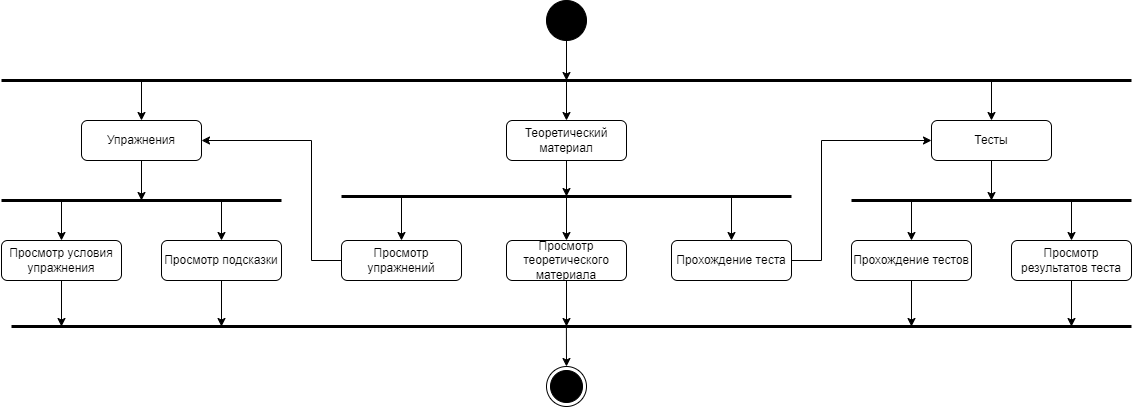 Упражнения
Теоретический
материал
Тесты
Просмотр условия
упражнения
Просмотр подсказки
Просмотр
упражнений
Просмотр
теоретического
материала
Прохождение теста
Прохождение тестов
Просмотр
результатов теста